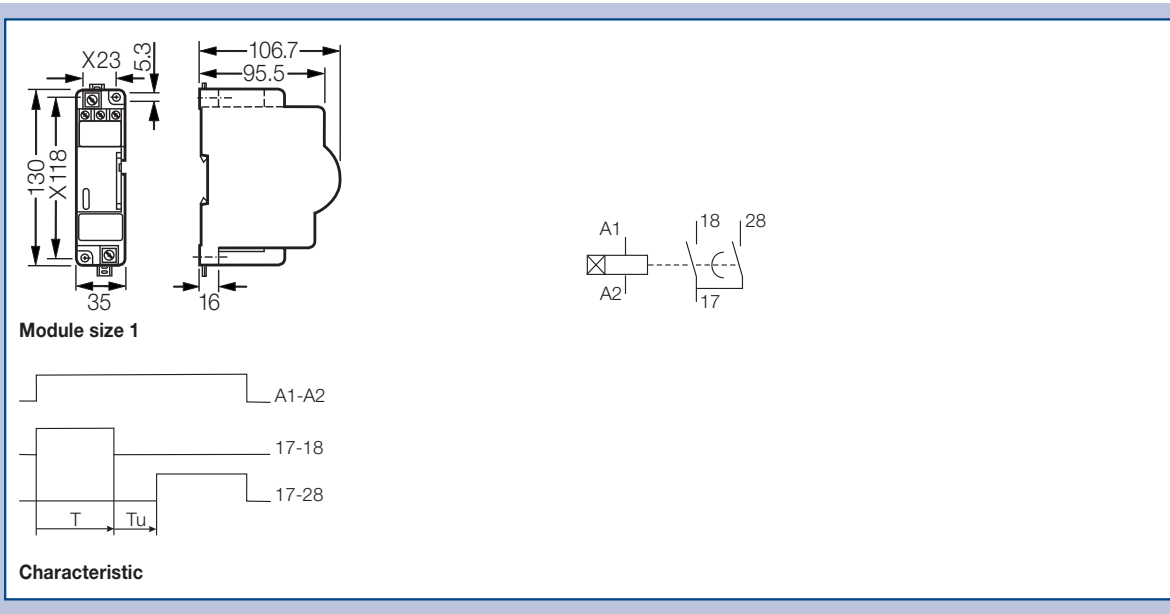 106.7
X23
5.3
95.5
130
X118
35
16
Module size 1
A1
18
28
A2
17
A1-A2
17-18
17-28
T
Tu
Characteristic